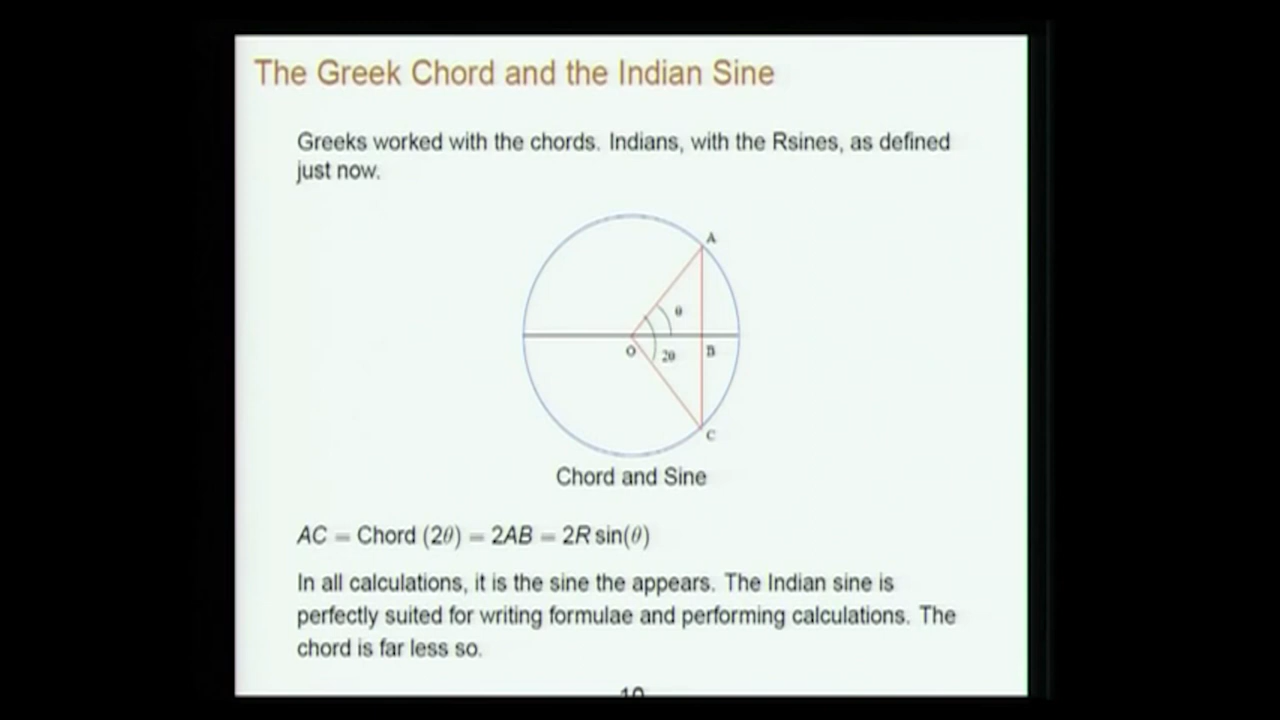 The Greek Chord and the Indian Sine
Greeks worked with the chords. Indians, with the Rsines, as defined
just now.
A
θ
O
2θ
B
C
Chord and Sine
AC = Chord (2θ) = 2AB = 2R sin(θ)
In all calculations, it is the sine the appears. The Indian sine is
perfectly suited for writing formulae and performing calculations. The
chord is far less so.